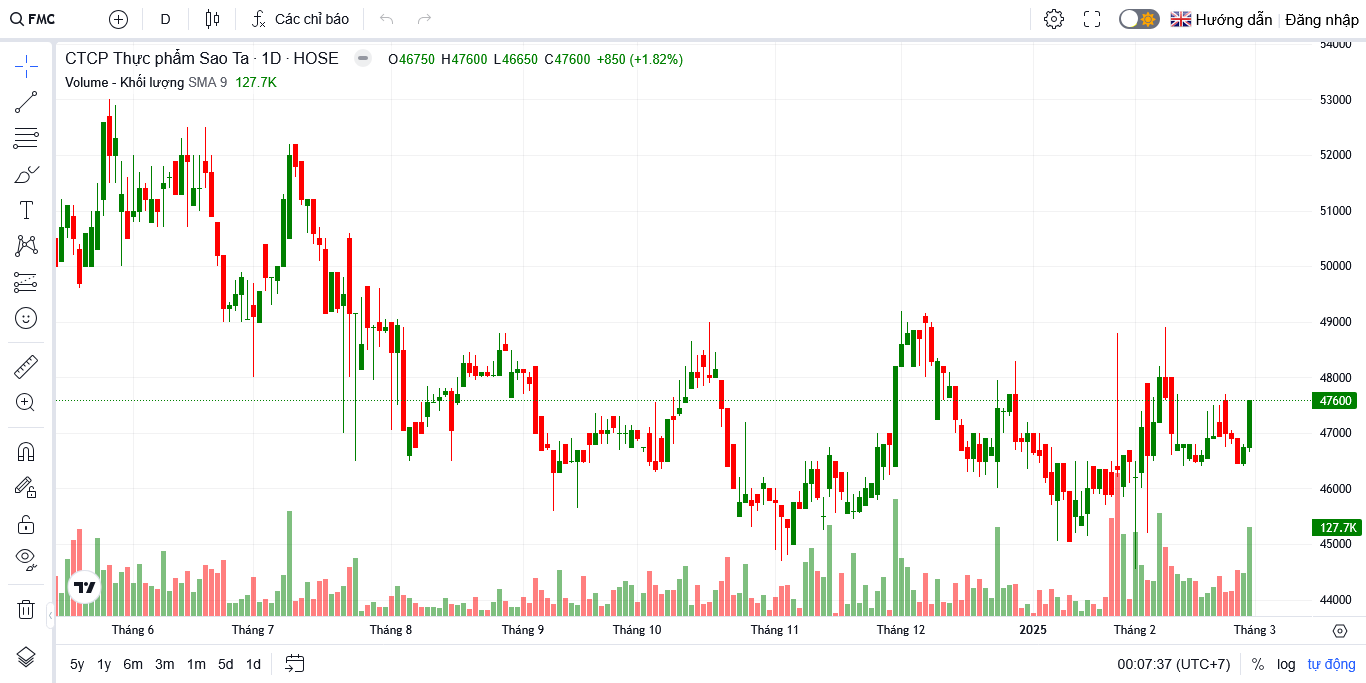 FMC D Các chỉ báo Hướng dẫn Đăng nhập
CTCP Thực phẩm Sao Ta · 1D · HOSE O46750 H47600 L46650 C47600 +850 (+1.82%)
Volume - Khối lượng SMA 9 127.7K
54000
53000
52000
51000
50000
49000
48000
47600
47000
46000
127.7K
45000
44000
Tháng 6 Tháng 7 Tháng 8 Tháng 9 Tháng 10 Tháng 11 Tháng 12 2025 Tháng 2 Tháng 3
5y 1y 6m 3m 1m 5d 1d 00:07:37 (UTC+7) % log tự động